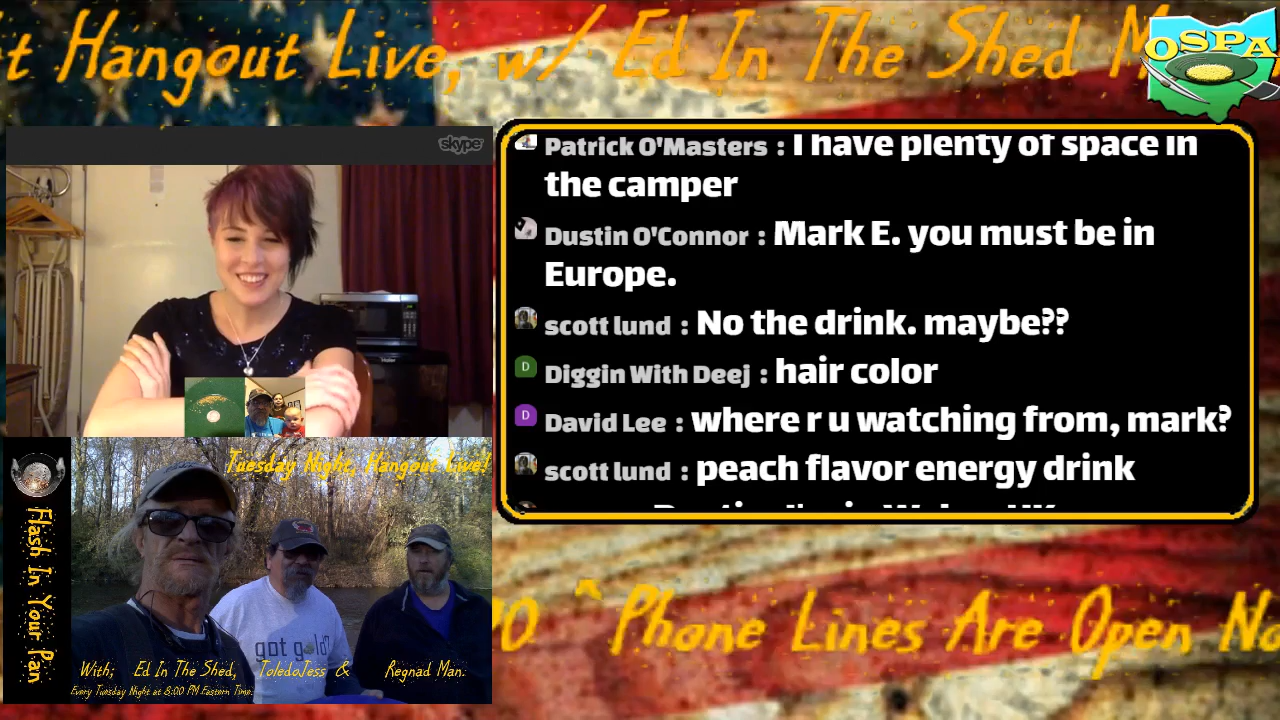 t Hangout Live, w/ Ed In The Shed M
OSPA
skype
Patrick O'Masters : I have plenty of space in
the camper
Dustin O'Connor : Mark E. you must be in
Europe.
scott lund : No the drink. maybe??
D
Diggin With Deej : hair color
D
David Lee : where r u watching from, mark?
scott lund : peach flavor energy drink
Tuesday Night, Hangout Live!
Flash In Your Pan
got gold?
With; Ed In The Shed, ToledoJess & Regnad Man.
Every Tuesday Night at 8:00 PM Eastern Time.
Phone Lines Are Open No